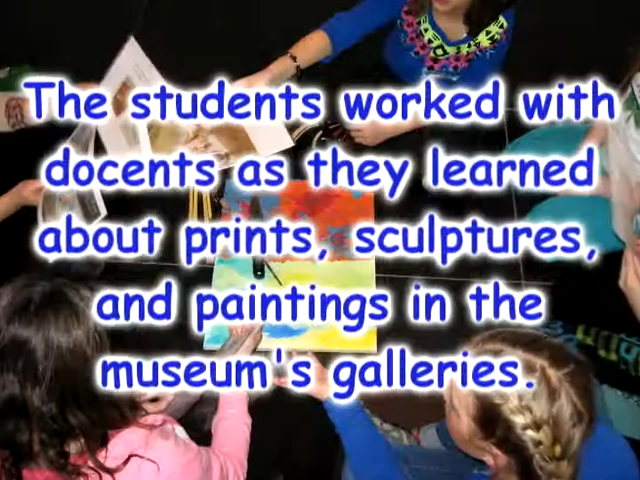 The students worked with
docents as they learned
about prints, sculptures,
and paintings in the
museum's galleries.